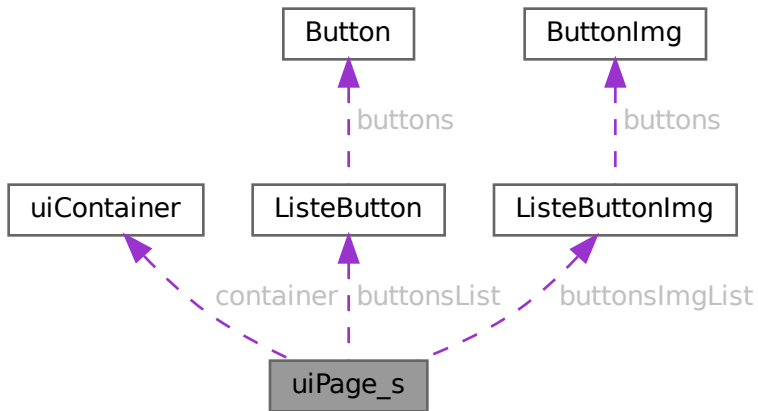 Button
ButtonImg
buttons
buttons
uiContainer
ListeButton
ListeButtonImg
container
buttonsList
buttonsImgList
uiPage_s